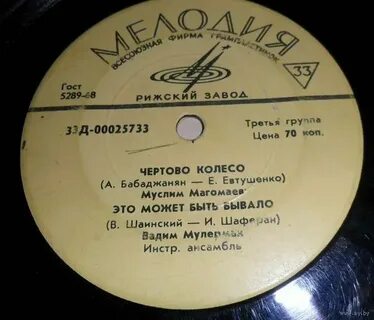 МЕЛОДИЯ
ВСЕСОЮЗНАЯ ФИРМА ГРАМПЛАСТИНОК
33
Гост
5289-68
РИЖСКИЙ ЗАВОД
33Д-00025733
Третья группа
Цена 70 коп.
ЧЕРТОВО КОЛЕСО
(А. Бабаджанян — Е. Евтушенко)
Муслим Магомаев
ЭТО МОЖЕТ БЫТЬ БЫВАЛО
(В. Шаинский — И. Шаферан)
Вадим Мулерман
Инстр. ансамбль